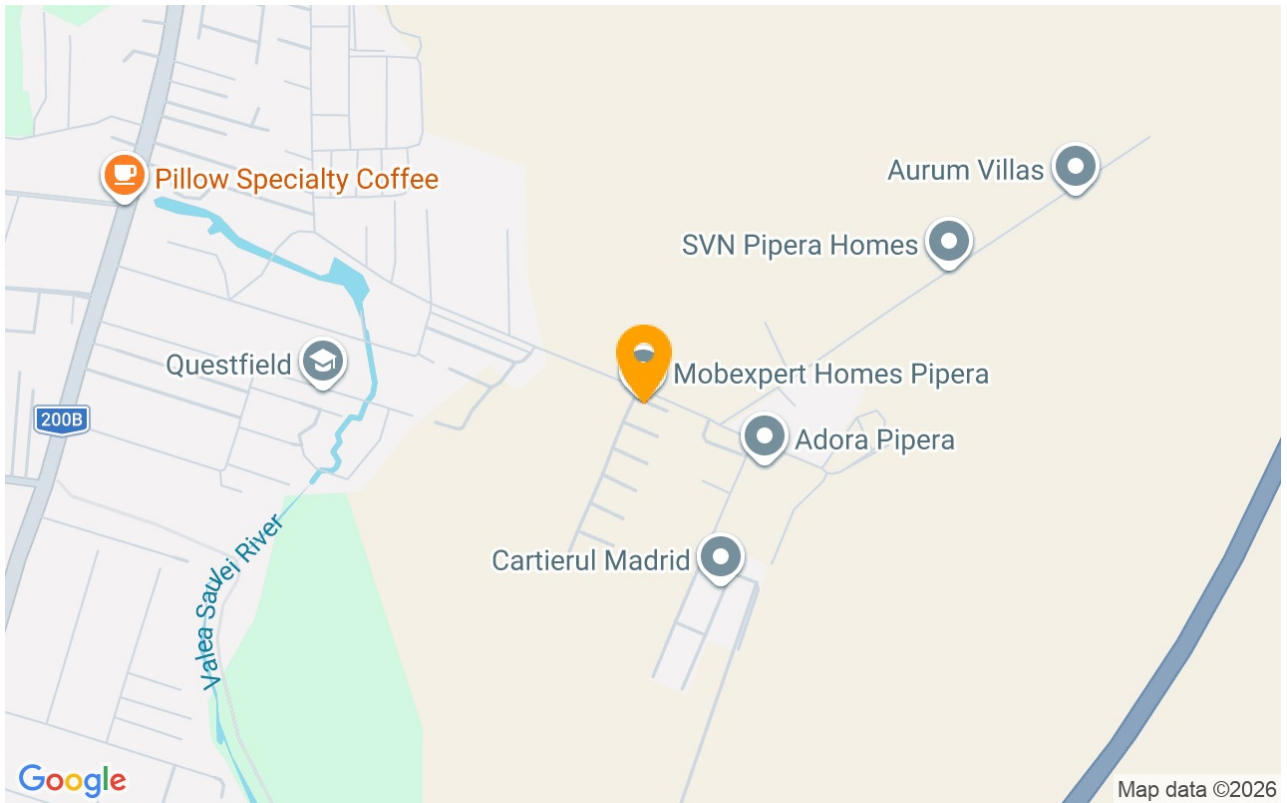 Aurum Villas
Pillow Specialty Coffee
SVN Pipera Homes
Questfield
Mobexpert Homes Pipera
200B
Adora Pipera
Cartierul Madrid
Valea Saulei River
Google
Map data ©2026